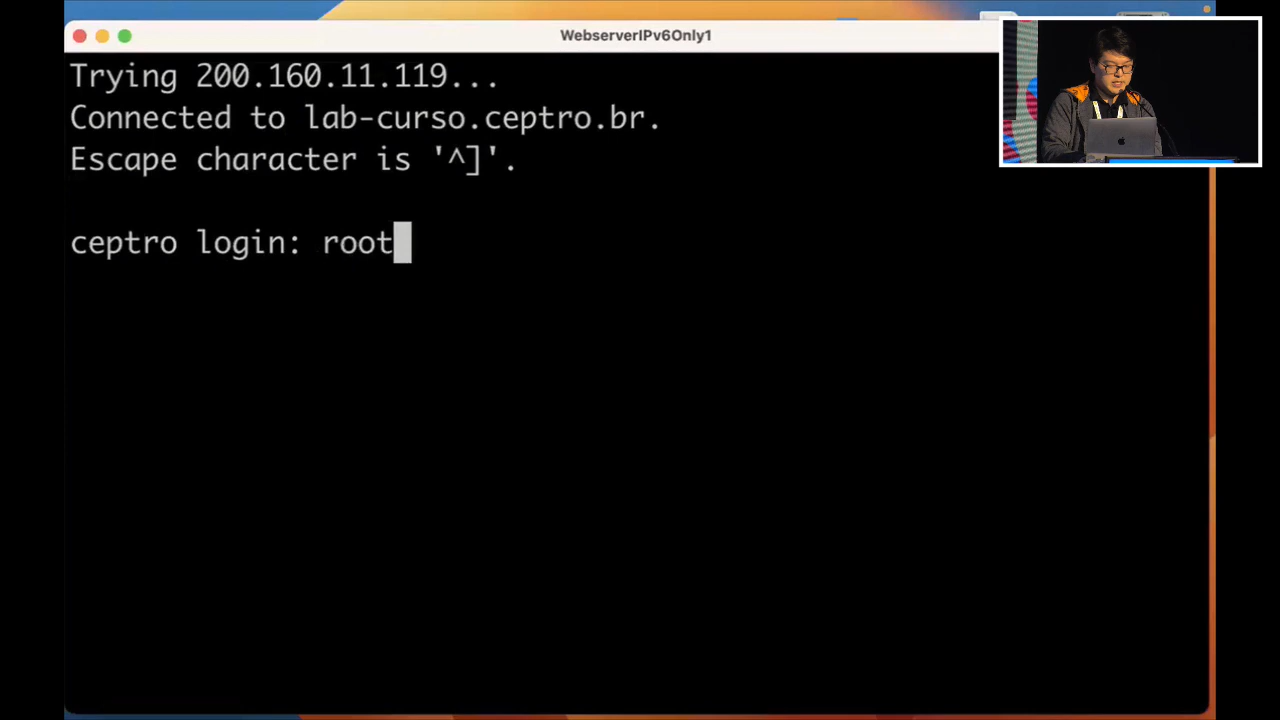 WebserverIPv6Only1
Trying 200.160.11.119...
Connected to lab-curso.ceptro.br.
Escape character is '^]'.
ceptro login: root